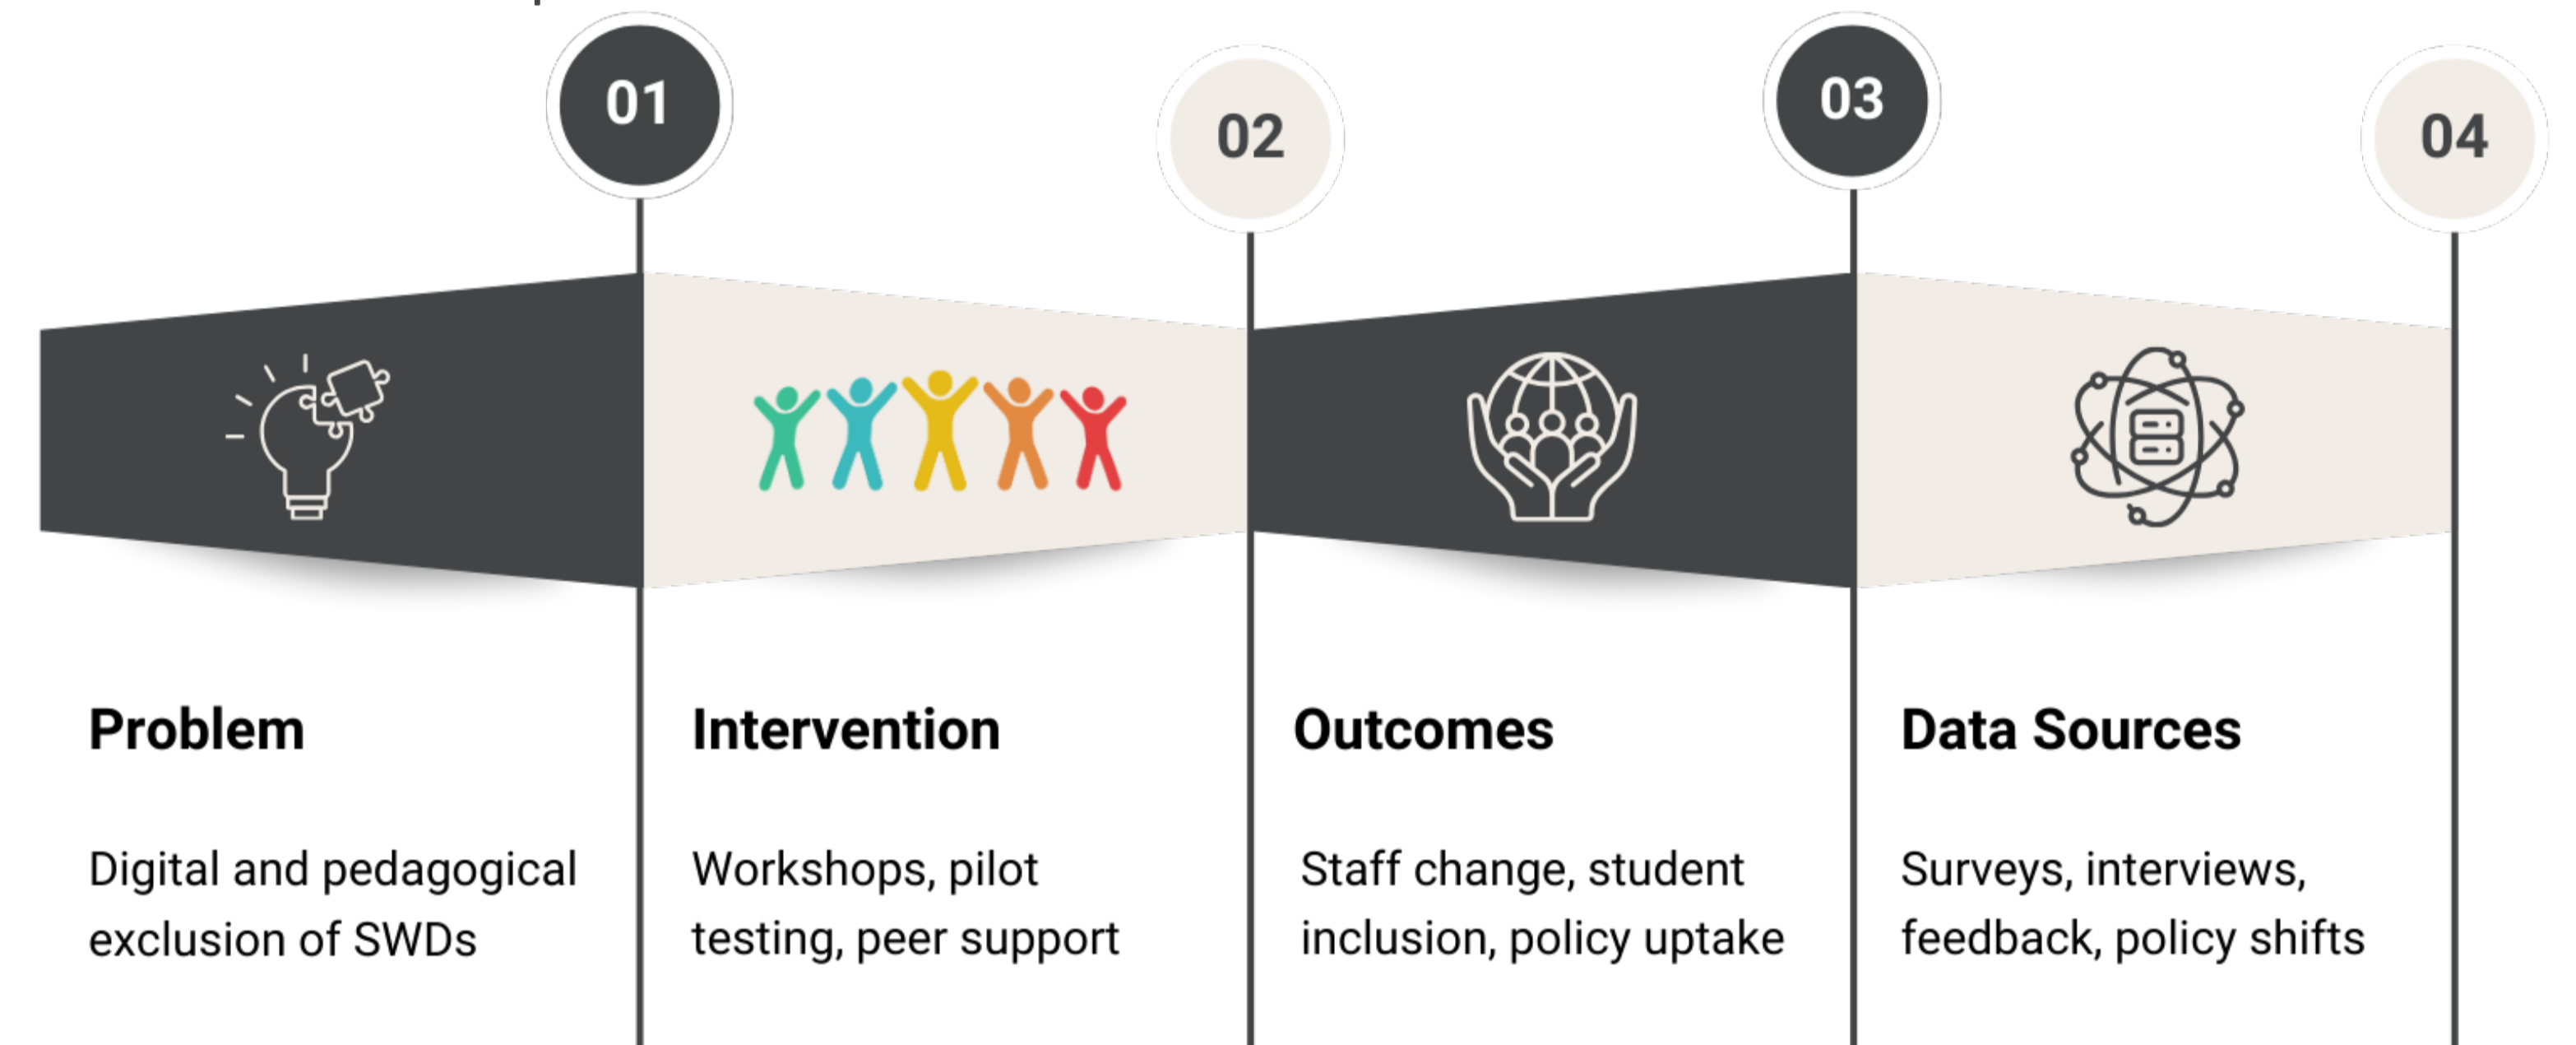 01
02
03
04
Problem
Digital and pedagogical
exclusion of SWDs
Intervention
Workshops, pilot
testing, peer support
Outcomes
Staff change, student
inclusion, policy uptake
Data Sources
Surveys, interviews,
feedback, policy shifts